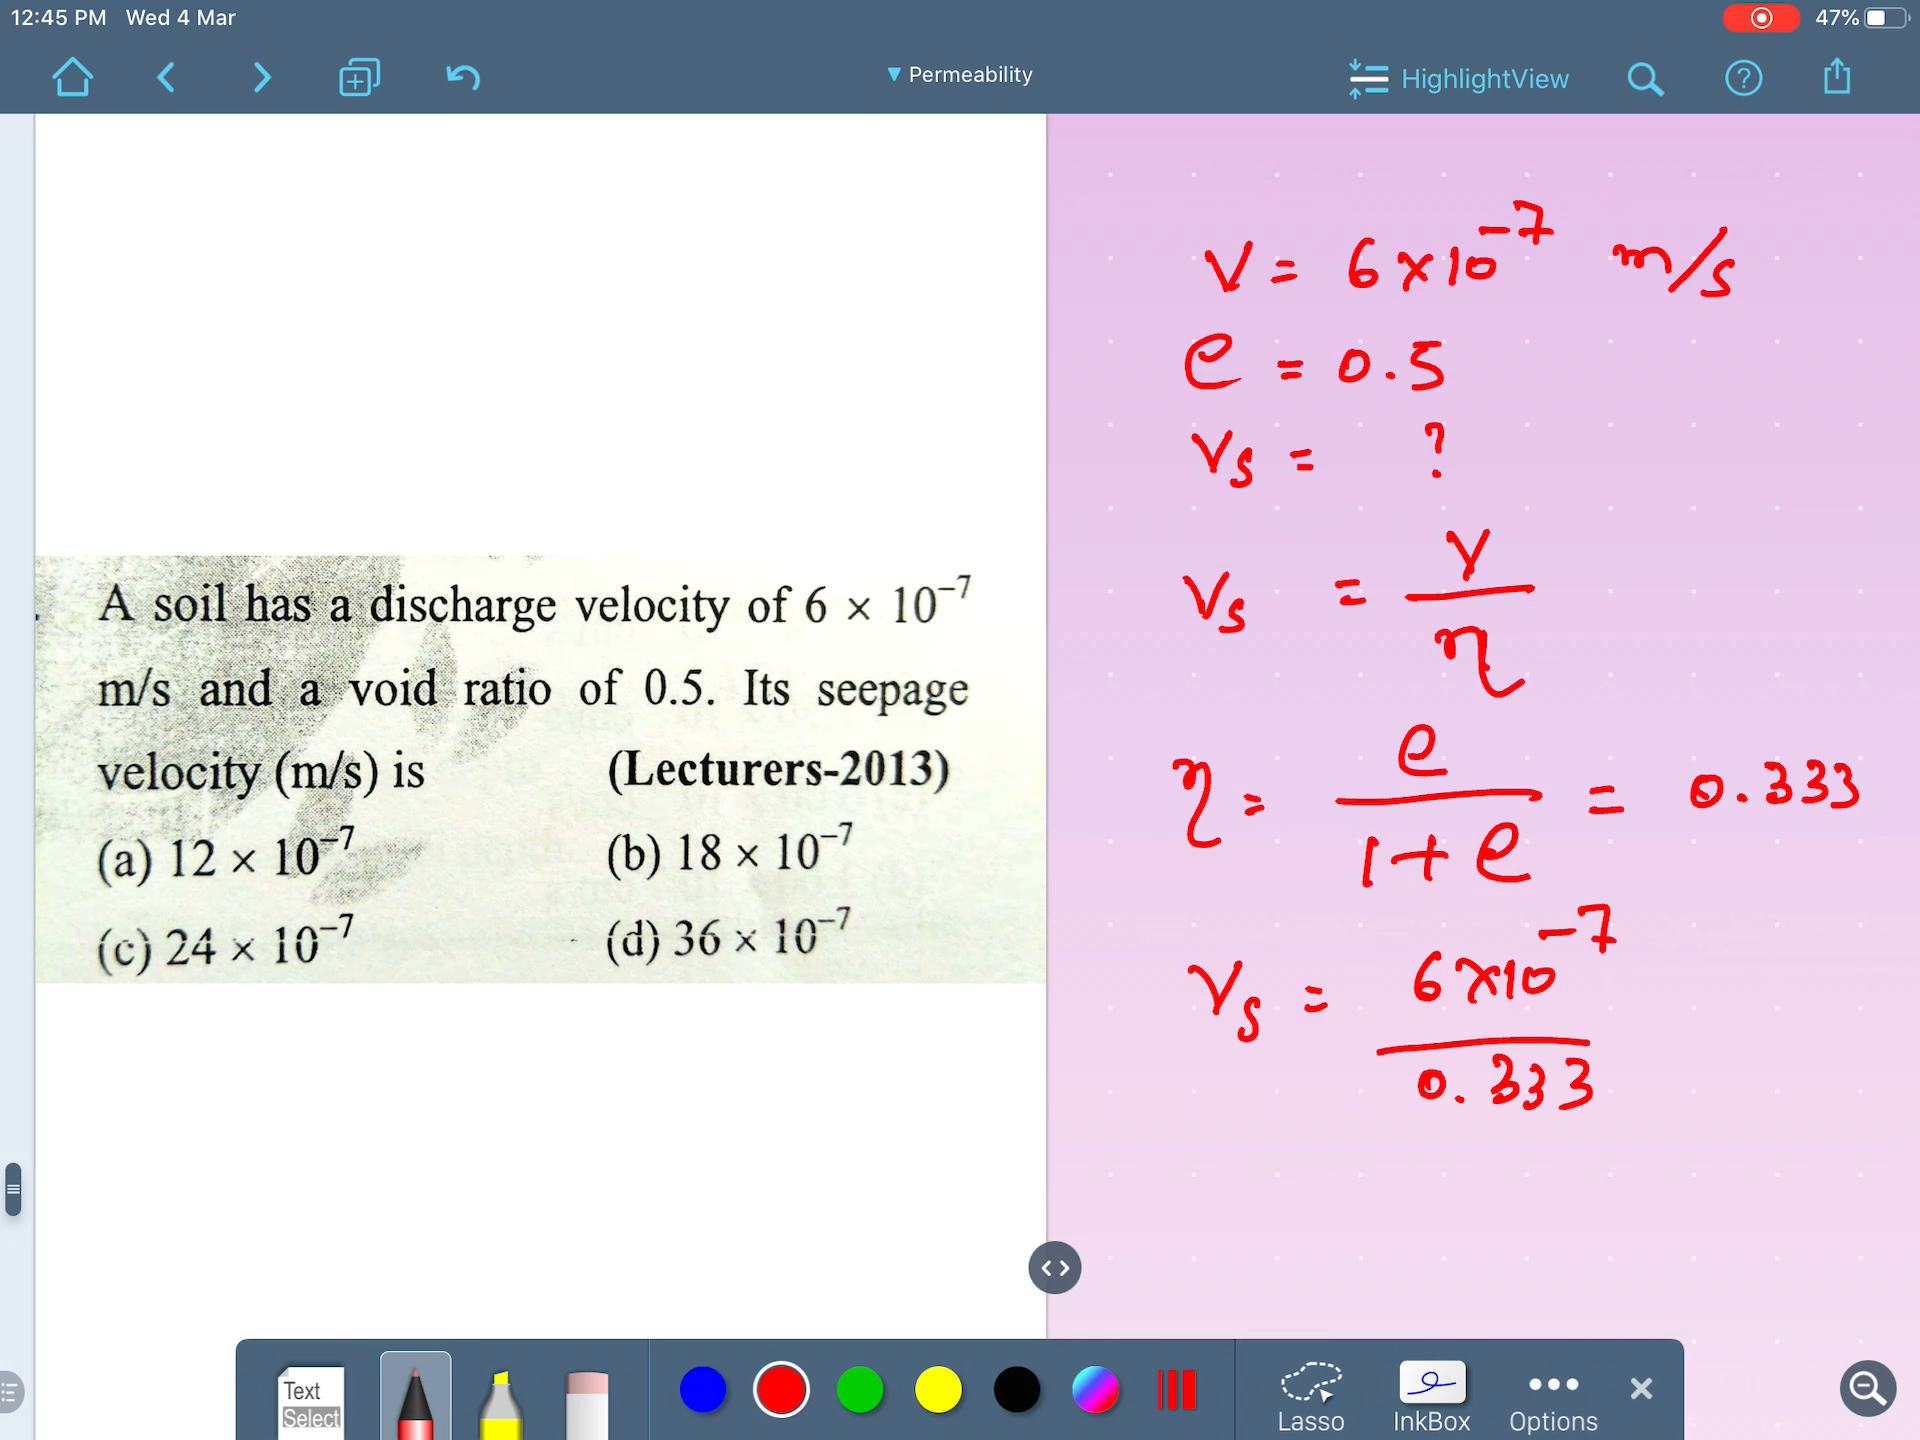 12:45 PM Wed 4 Mar
47%
▼ Permeability
HighlightView
A soil has a discharge velocity of 6 × 10⁻⁷
m/s and a void ratio of 0.5. Its seepage
velocity (m/s) is (Lecturers-2013)
(a) 12 × 10⁻⁷ (b) 18 × 10⁻⁷
(c) 24 × 10⁻⁷ (d) 36 × 10⁻⁷
V = 6×10⁻⁷ m/s
e = 0.5
Vs = ?
Vs = V/η
η = e/(1+e) = 0.333
Vs = 6×10⁻⁷/0.333
Text
Select
Lasso
InkBox
Options